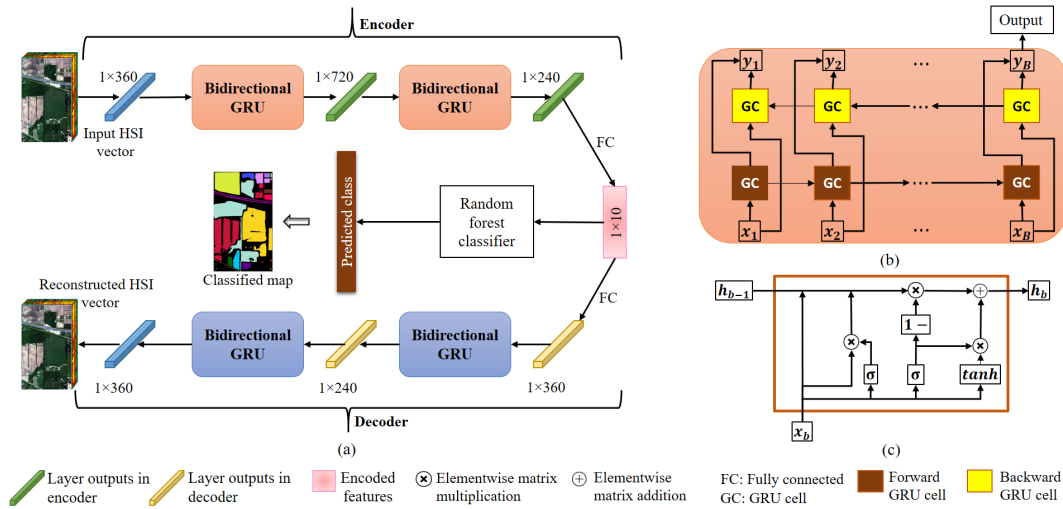 Encoder
1×360
Bidirectional
GRU
1×720
Bidirectional
GRU
1×240
Input HSI
vector
FC
Predicted class
Random
forest
classifier
1×10
Classified map
Reconstructed HSI
vector
FC
Bidirectional
GRU
Bidirectional
GRU
1×360
1×240
1×360
Decoder
(a)
Output
y1
y2
...
yB
GC
GC
...
GC
GC
GC
...
GC
x1
x2
...
xB
(b)
hb−1
×
+
hb
1 −
×
×
σ
σ
tanh
xb
(c)
Layer outputs in
encoder
Layer outputs in
decoder
Encoded
features
× Elementwise matrix
multiplication
+ Elementwise
matrix addition
FC: Fully connected
GC: GRU cell
Forward
GRU cell
Backward
GRU cell